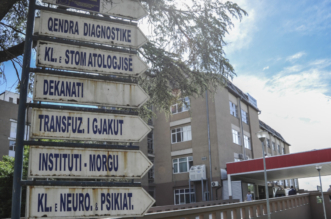 QENDRA DIAGNOSTIKE
KL. E STOMATOLOGJISË
DEKANATI
TRANSFUZ. I GJAKUT
INSTITUTI - MORGU
KL. E NEURO. E PSIKIAT.